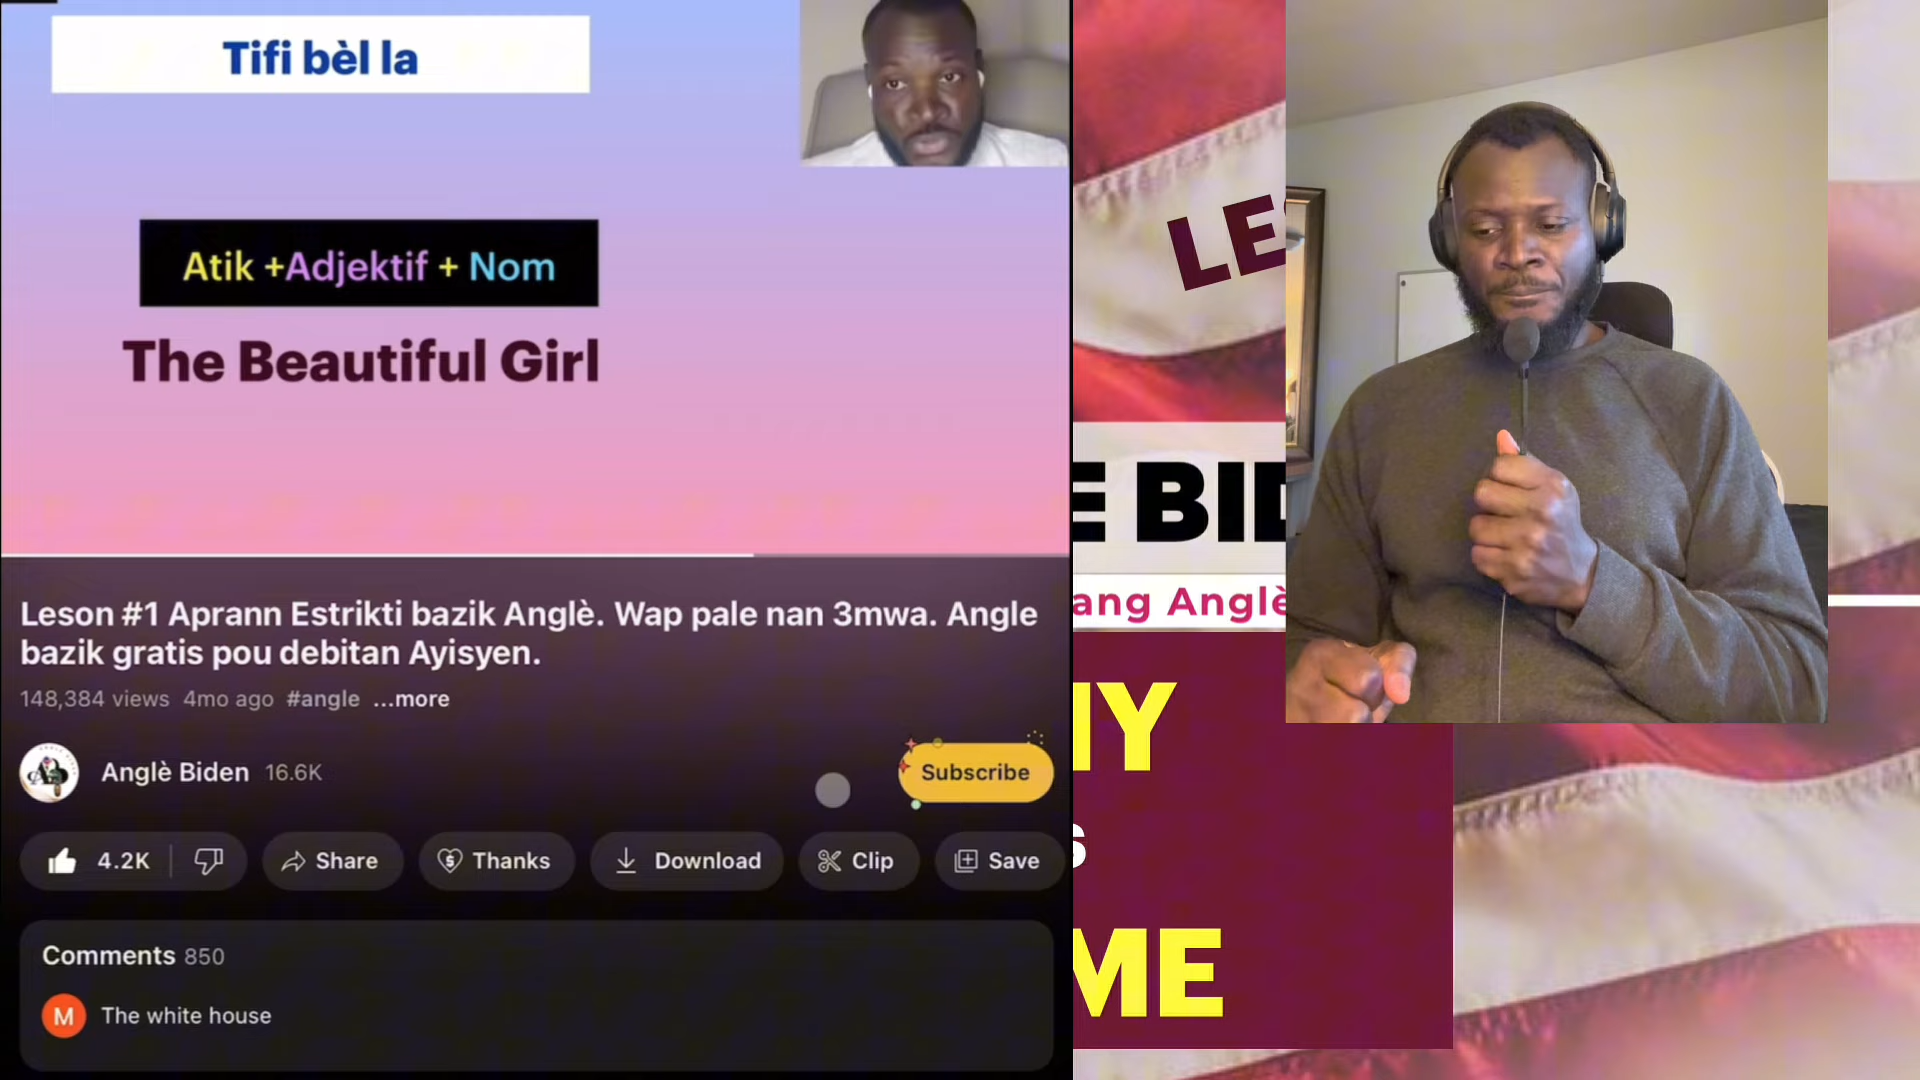 Tifi bèl la
Atik +Adjektif + Nom
The Beautiful Girl
Leson #1 Aprann Estrikti bazik Anglè. Wap pale nan 3mwa. Angle
bazik gratis pou debitan Ayisyen.
148,384 views 4mo ago #angle ...more
Anglè Biden 16.6K
Subscribe
4.2K
Share
Thanks
Download
Clip
Save
Comments 850
M
The white house
LE
E BID
ang Anglè
ME